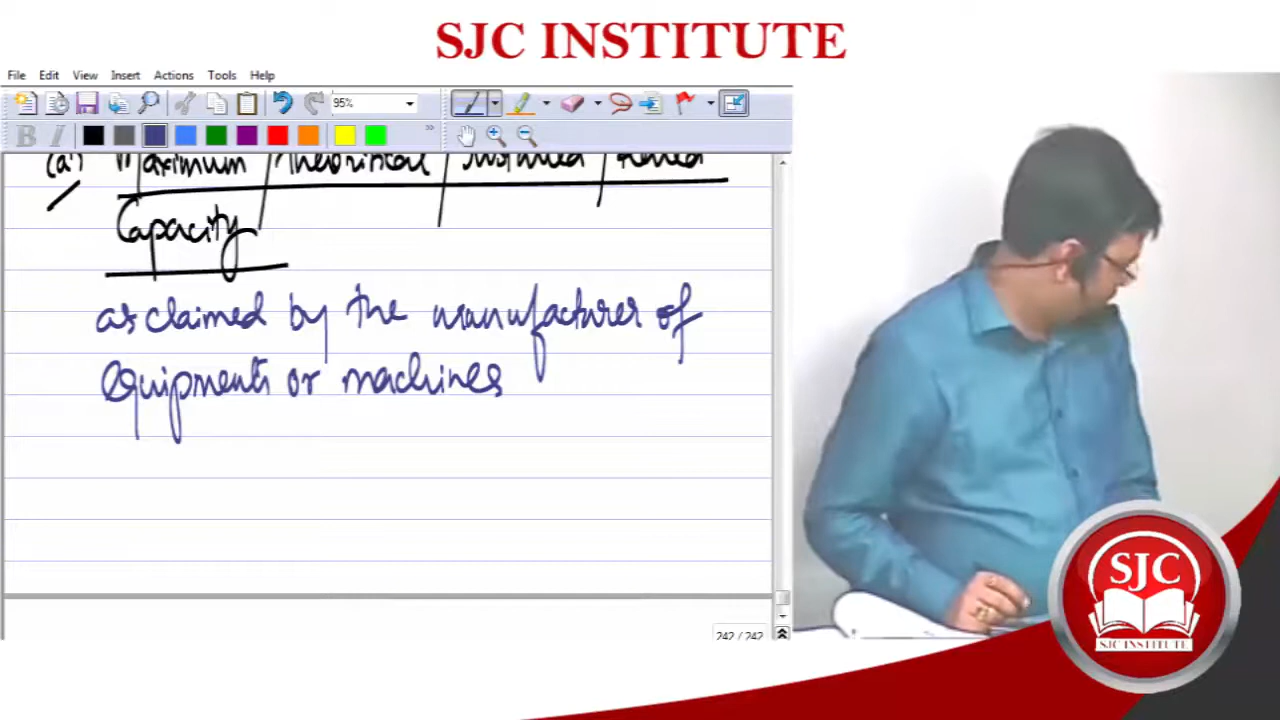 SJC INSTITUTE
File Edit View Insert Actions Tools Help
95%
B I
(a) Maximum / Theoritical / Installed / Rated
Capacity
as claimed by the manufacturer of
equipments or machines
242 / 242
SJC
SJC INSTITUTE